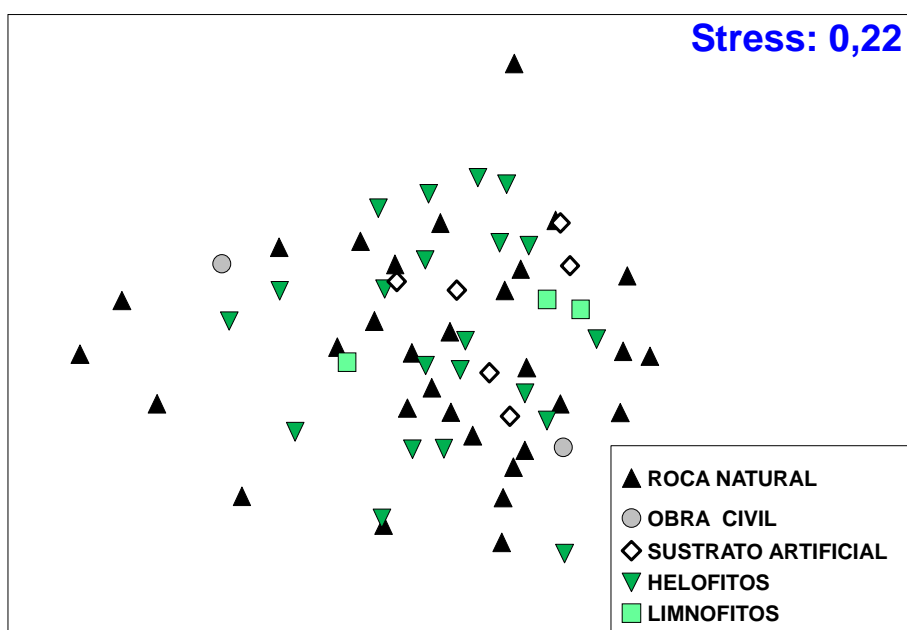 Stress: 0,22
ROCA NATURAL
OBRA CIVIL
SUSTRATO ARTIFICIAL
HELOFITOS
LIMNOFITOS